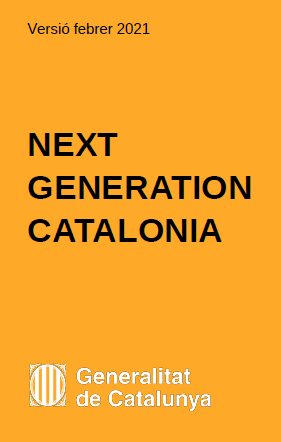 Versió febrer 2021
NEXT
GENERATION
CATALONIA
Generalitat
de Catalunya